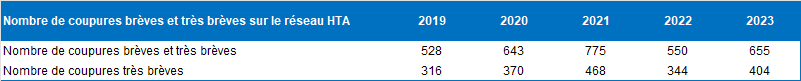 Nombre de coupures brèves et très brèves sur le réseau HTA 2019 2020 2021 2022 2023
Nombre de coupures brèves et très brèves 528 643 775 550 655
Nombre de coupures très brèves 316 370 468 344 404